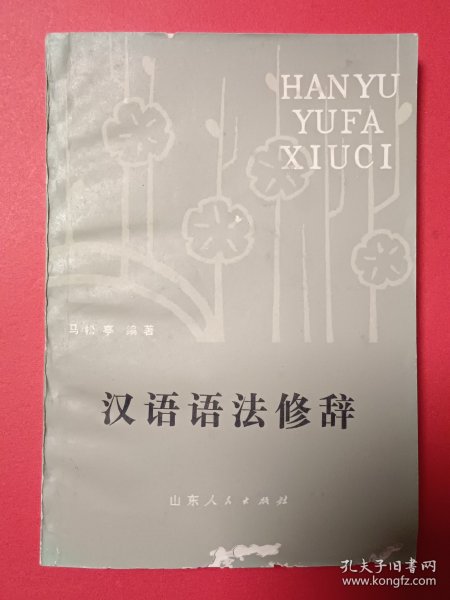 HANYU
YUFA
XIUCI
马松亭 编著
汉语语法修辞
山东人民出版社
孔夫子旧书网
www.kongfz.com